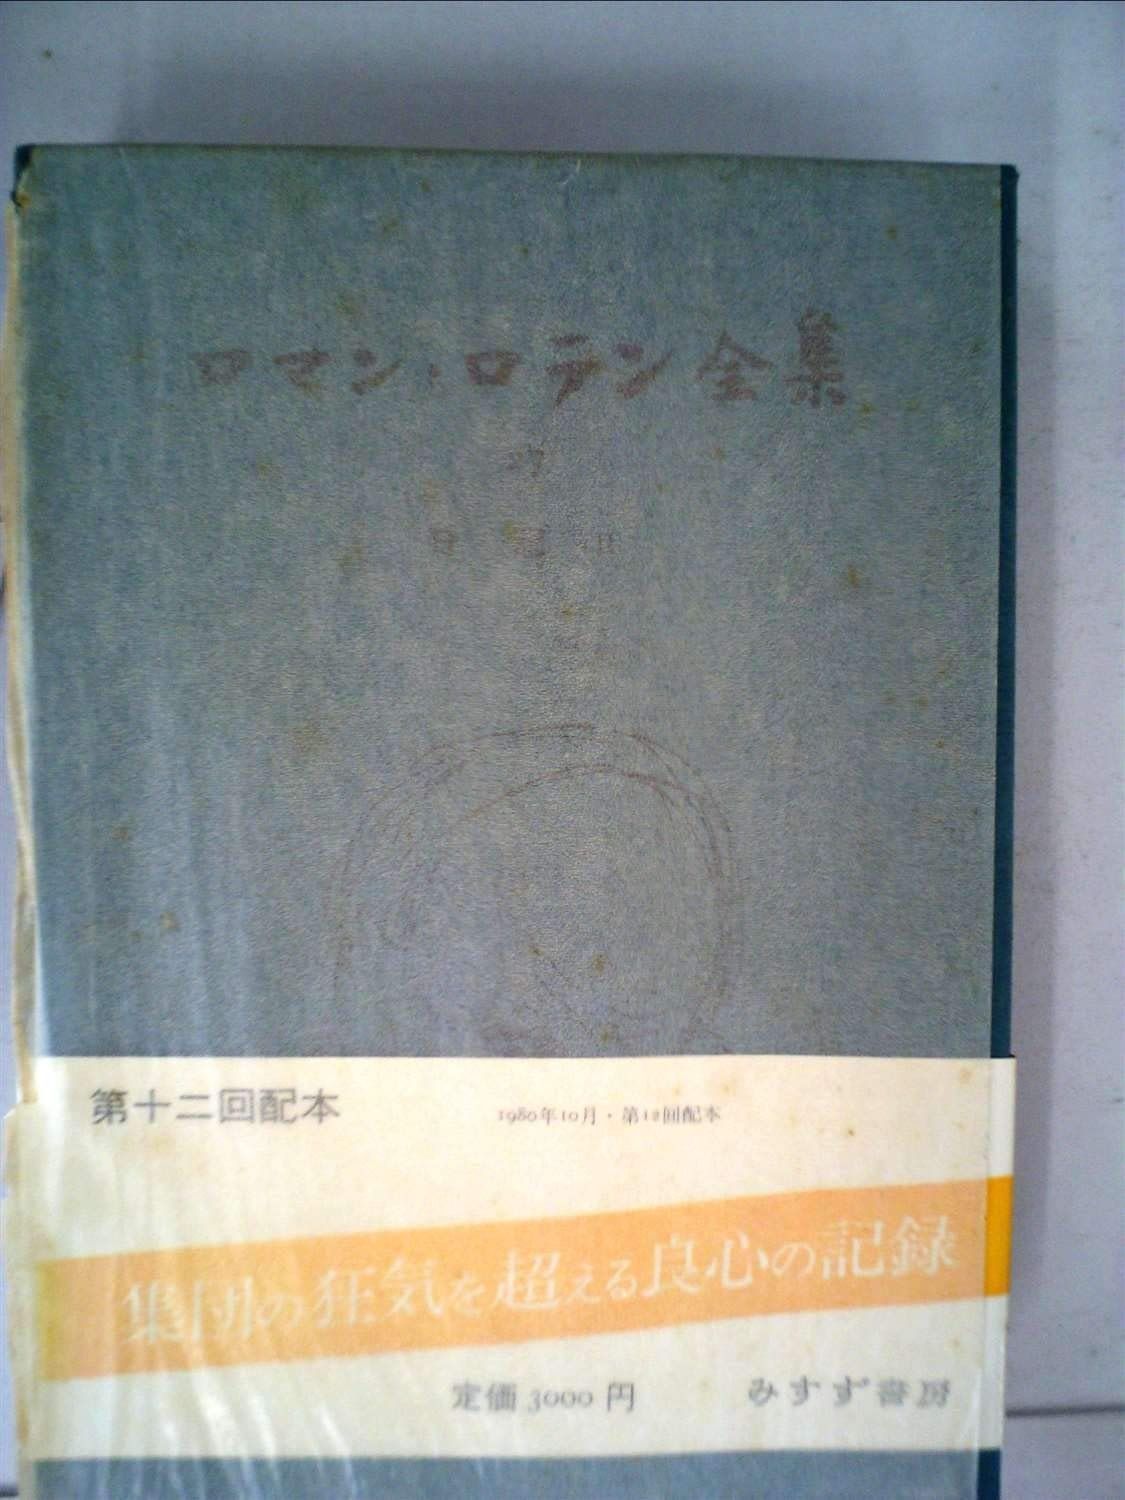 ロマン・ロラン全集
日記
第十二回配本
1980年10月・第12回配本
集団の狂気を超える良心の記録
定価 3000 円
みすず書房